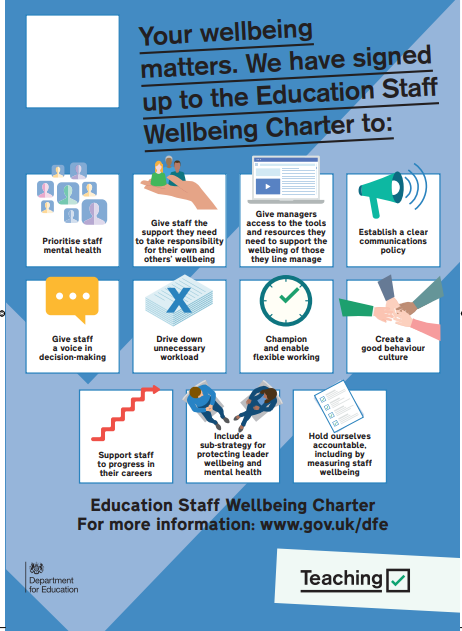 Your wellbeing
matters. We have signed
up to the Education Staff
Wellbeing Charter to:
Prioritise staff
mental health
Give staff the
support they need
to take responsibility
for their own and
others' wellbeing
Give managers
access to the tools
and resources they
need to support the
wellbeing of those
they line manage
Establish a clear
communications
policy
Give staff
a voice in
decision-making
X
Drive down
unnecessary
workload
Champion
and enable
flexible working
Create a
good behaviour
culture
Support staff
to progress in
their careers
Include a
sub-strategy for
protecting leader
wellbeing and
mental health
Hold ourselves
accountable,
including by
measuring staff
wellbeing
Education Staff Wellbeing Charter
For more information: www.gov.uk/dfe
Department
for Education
Teaching